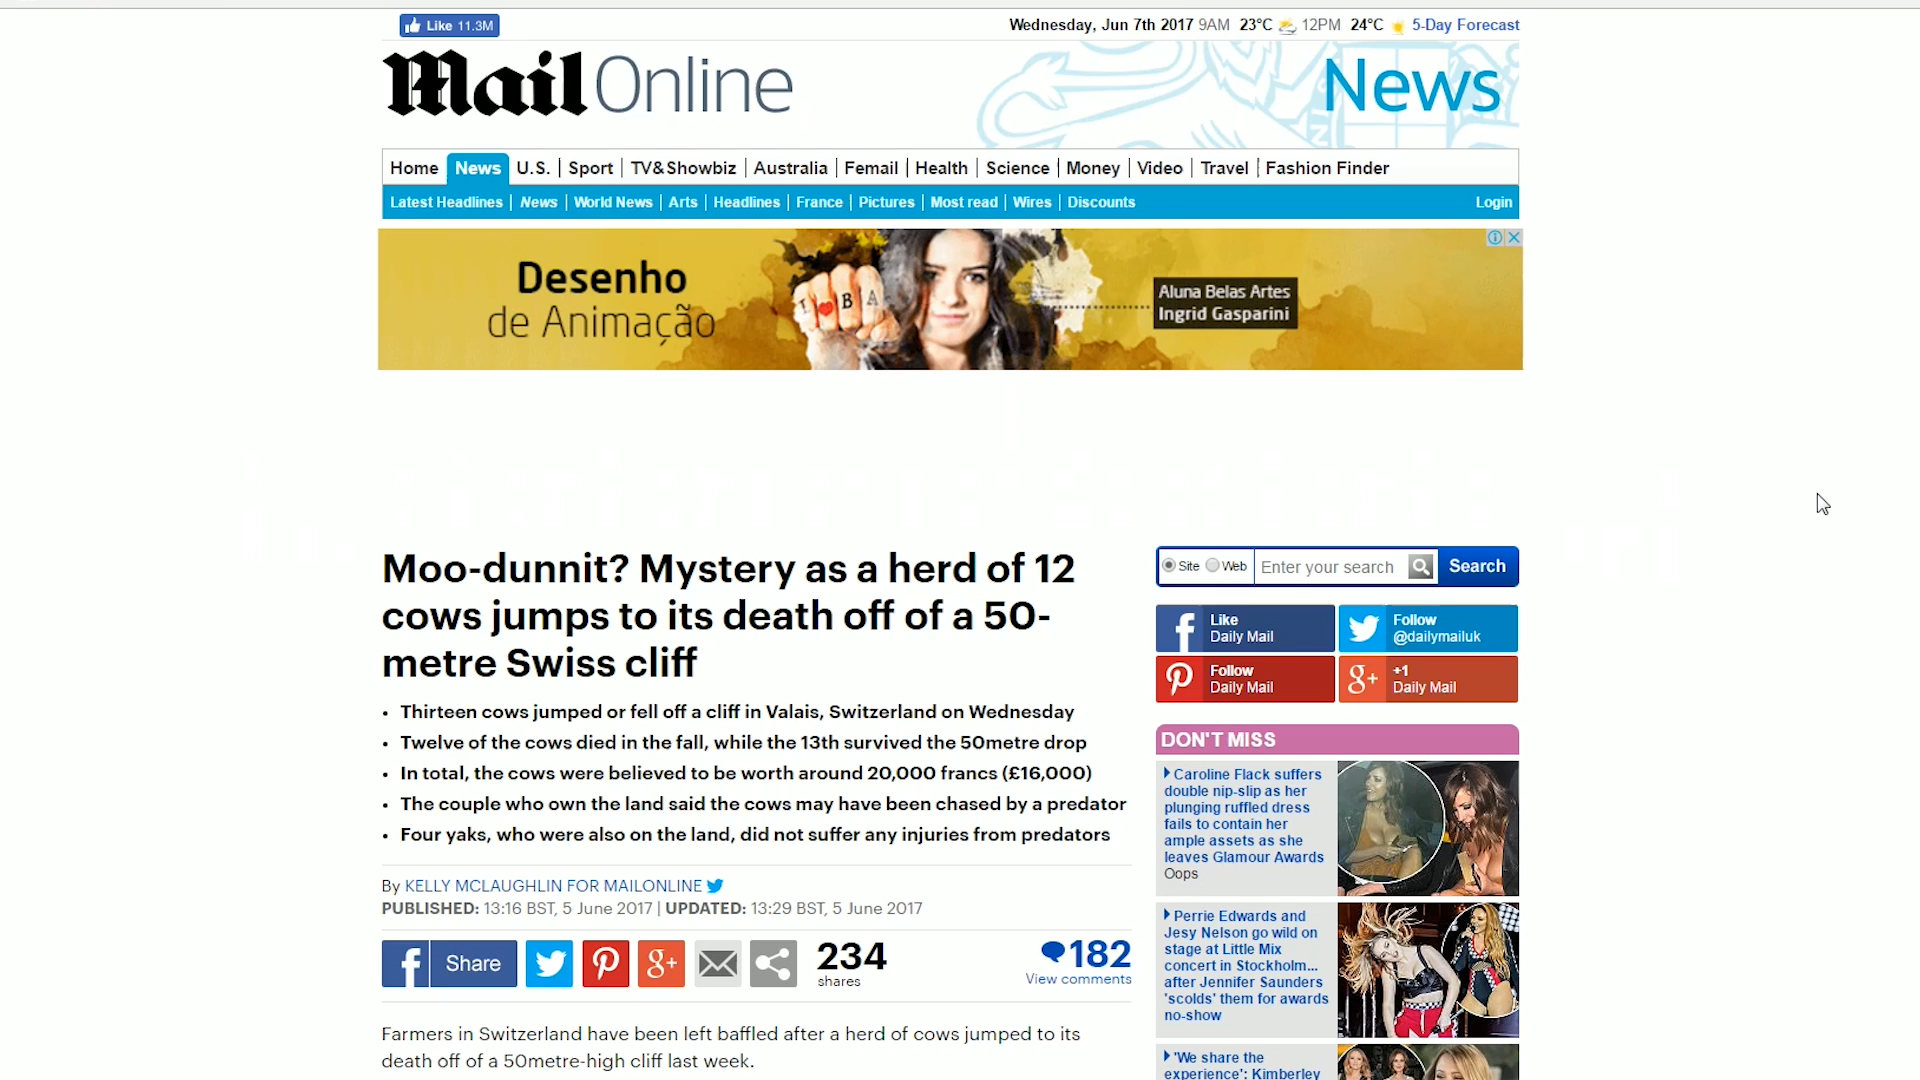 Like 11.3M
Wednesday, Jun 7th 2017 9AM 23°C 12PM 24°C 5-Day Forecast
Mail Online
News
Home News U.S. Sport TV&Showbiz Australia Femail Health Science Money Video Travel Fashion Finder
Latest Headlines News World News Arts Headlines France Pictures Most read Wires Discounts Login
Desenho
de Animação
I ♥ BA
Aluna Belas Artes
Ingrid Gasparini
Moo-dunnit? Mystery as a herd of 12
cows jumps to its death off of a 50-
metre Swiss cliff
• Thirteen cows jumped or fell off a cliff in Valais, Switzerland on Wednesday
• Twelve of the cows died in the fall, while the 13th survived the 50metre drop
• In total, the cows were believed to be worth around 20,000 francs (£16,000)
• The couple who own the land said the cows may have been chased by a predator
• Four yaks, who were also on the land, did not suffer any injuries from predators
By KELLY MCLAUGHLIN FOR MAILONLINE
PUBLISHED: 13:16 BST, 5 June 2017 | UPDATED: 13:29 BST, 5 June 2017
Share
234
shares
182
View comments
Farmers in Switzerland have been left baffled after a herd of cows jumped to its
death off of a 50metre-high cliff last week.
Site Web Enter your search Search
Like
Daily Mail
Follow
@dailymailuk
Follow
Daily Mail
+1
Daily Mail
DON'T MISS
Caroline Flack suffers
double nip-slip as her
plunging ruffled dress
fails to contain her
ample assets as she
leaves Glamour Awards
Oops
Perrie Edwards and
Jesy Nelson go wild on
stage at Little Mix
concert in Stockholm...
after Jennifer Saunders
'scolds' them for awards
no-show
'We share the
experience': Kimberley